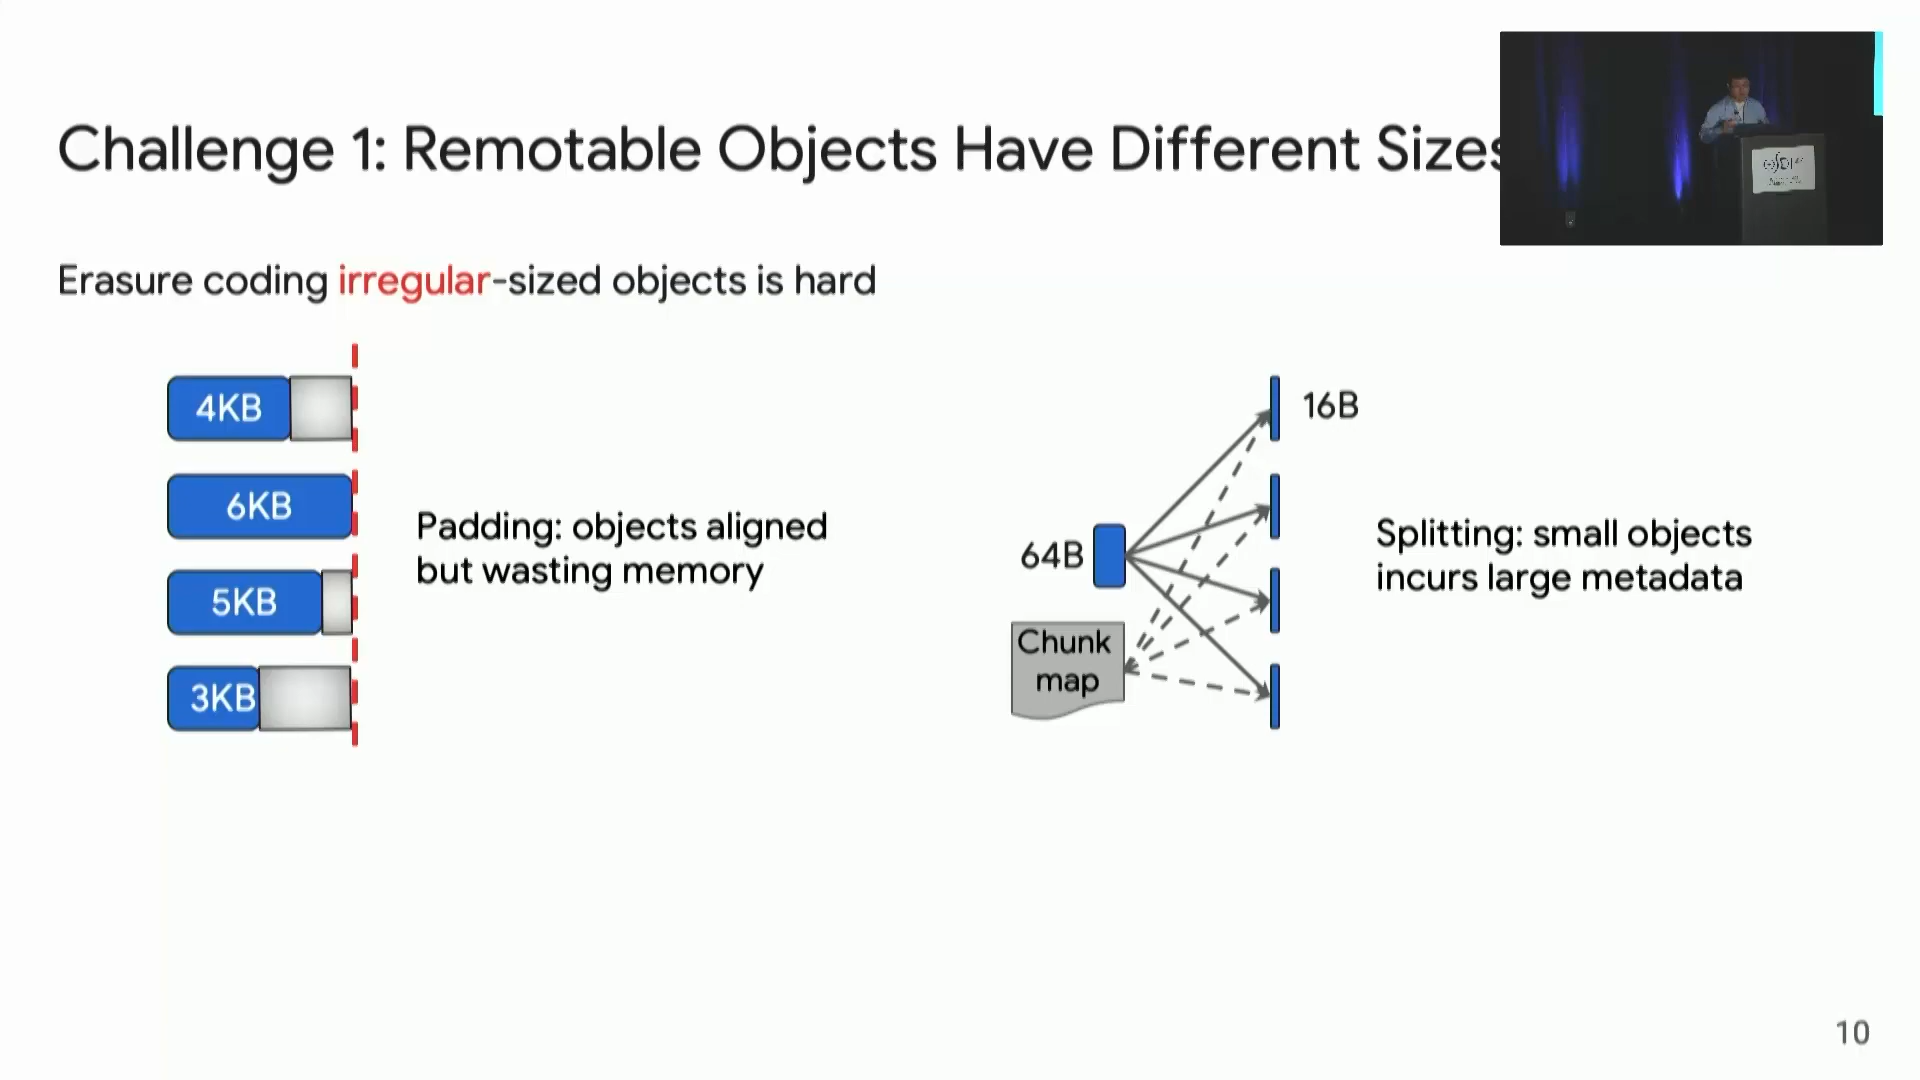 Challenge 1: Remotable Objects Have Different Sizes
Erasure coding irregular-sized objects is hard
4KB
6KB
5KB
3KB
Padding: objects aligned
but wasting memory
64B
Chunk
map
16B
Splitting: small objects
incurs large metadata
10